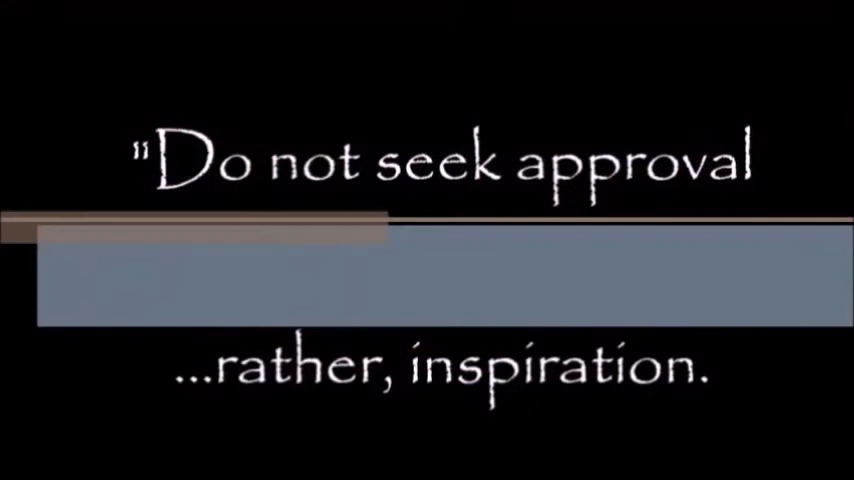 "Do not seek approval
...rather, inspiration.